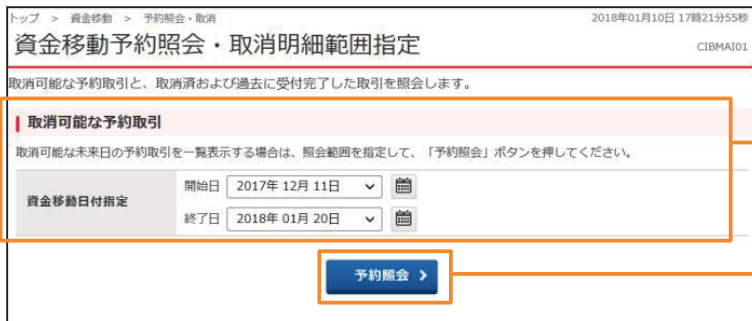 トップ > 資金移動 > 予約照会・取消
2018年01月10日 17時21分55秒
資金移動予約照会・取消明細範囲指定
CIBMAI01
取消可能な予約取引と、取消済および過去に受付完了した取引を照会します。
取消可能な予約取引
取消可能な未来日の予約取引を一覧表示する場合は、照会範囲を指定して、「予約照会」ボタンを押してください。
資金移動日付指定
開始日 2017年 12月 11日
終了日 2018年 01月 20日
予約照会 >